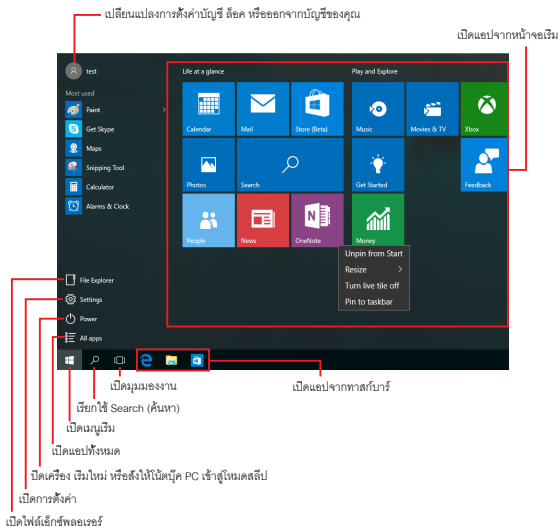 เปลี่ยนแปลงการตั้งค่าบัญชี ล็อค หรือออกจากบัญชีของคุณ
เปิดแอปจากหน้าจอเริ่ม
test
Life at a glance
Play and Explore
Most used
Paint
Get Skype
Maps
Snipping Tool
Calculator
Alarms & Clock
Calendar
Mail
Store (Beta)
Music
Movies & TV
Xbox
Photos
Search
Get Started
Feedback
People
News
OneNote
Money
Unpin from Start
Resize
Turn live tile off
Pin to taskbar
File Explorer
Settings
Power
All apps
เปิดมุมมองงาน
เปิดแอปจากทาสก์บาร์
เรียกใช้ Search (ค้นหา)
เปิดเมนูเริ่ม
เปิดแอปทั้งหมด
ปิดเครื่อง เริ่มใหม่ หรือสั่งให้โน้ตบุ๊ค PC เข้าสู่โหมดสลีป
เปิดการตั้งค่า
เปิดไฟล์เอ็กซ์พลอเรอร์